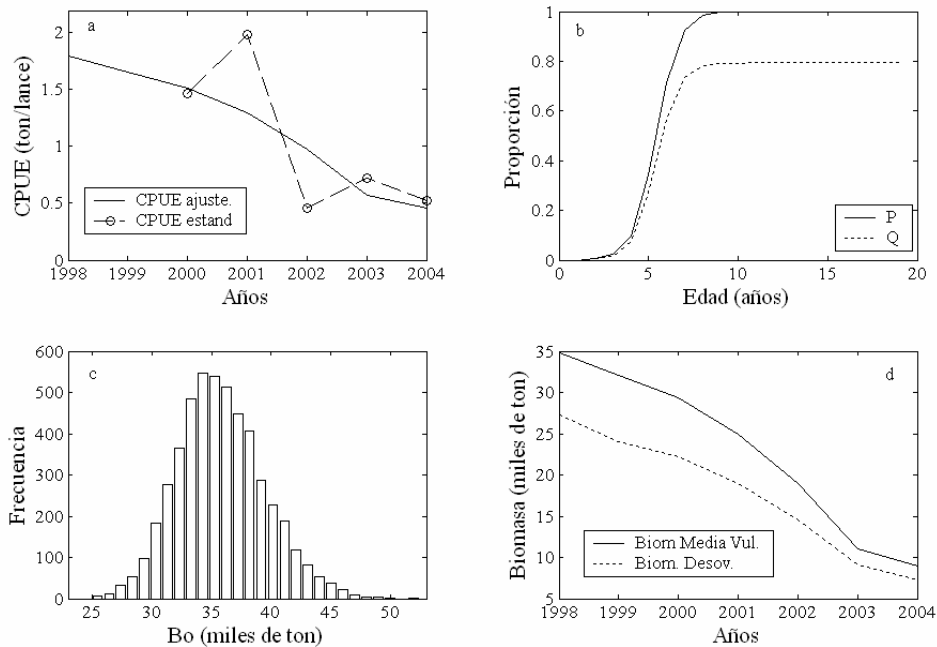 a
CPUE (ton/lance)
2
1.5
1
0.5
0
CPUE ajuste.
CPUE estand
1998 1999 2000 2001 2002 2003 2004
Años
b
Proporción
1
0.8
0.6
0.4
0.2
0
P
Q
0 5 10 15 20
Edad (años)
c
Frecuencia
600
500
400
300
200
100
0
25 30 35 40 45 50
Bo (miles de ton)
d
Biomasa (miles de ton)
35
30
25
20
15
10
5
Biom Media Vul.
Biom. Desov.
1998 1999 2000 2001 2002 2003 2004
Años